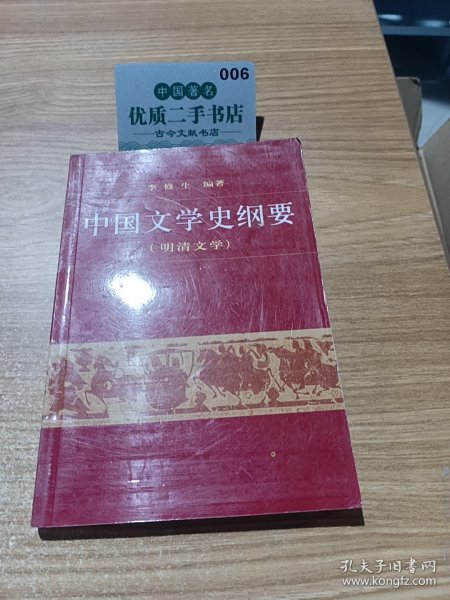 006
中国著名
优质二手书店
古今文献书店
李修生 编著
中国文学史纲要
(明清文学)
孔夫子旧书网
www.kongfz.com